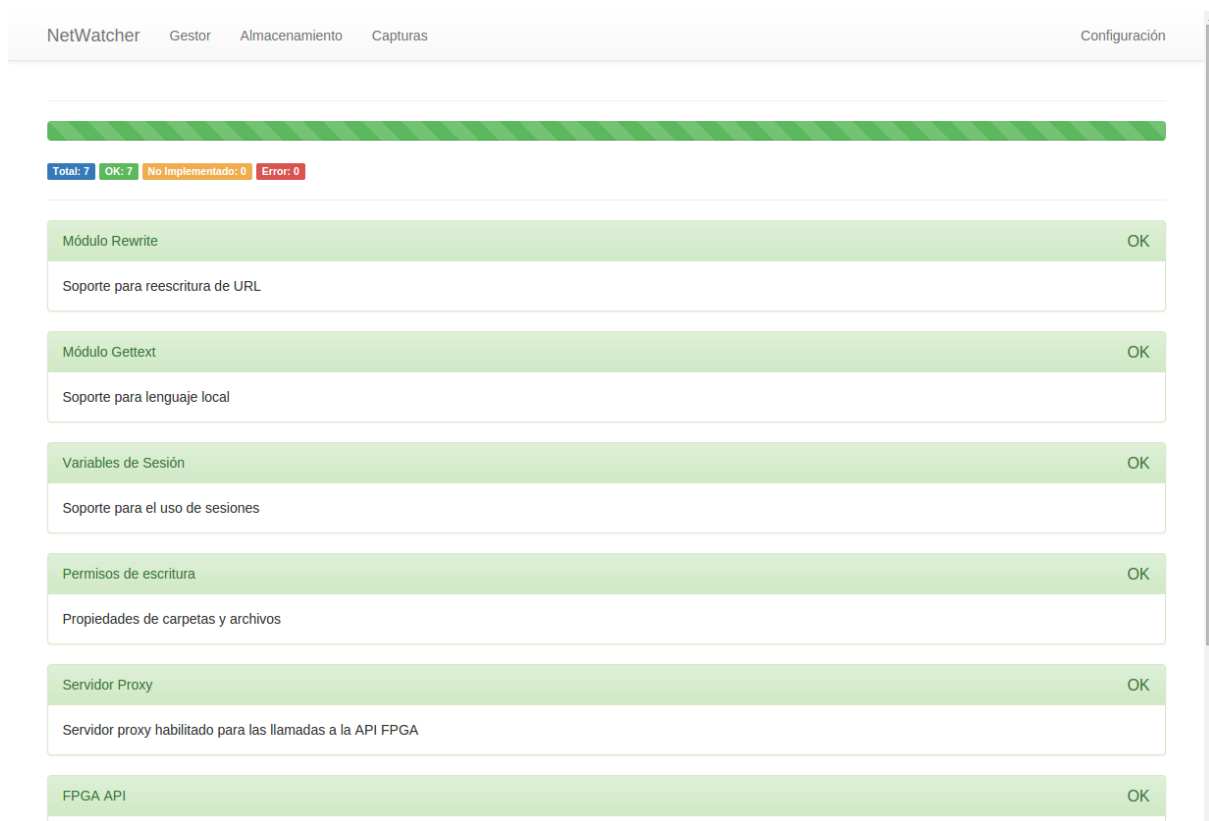 NetWatcher Gestor Almacenamiento Capturas Configuración
Total: 7 OK: 7 No Implementado: 0 Error: 0
Módulo Rewrite OK
Soporte para reescritura de URL
Módulo Gettext OK
Soporte para lenguaje local
Variables de Sesión OK
Soporte para el uso de sesiones
Permisos de escritura OK
Propiedades de carpetas y archivos
Servidor Proxy OK
Servidor proxy habilitado para las llamadas a la API FPGA
FPGA API OK